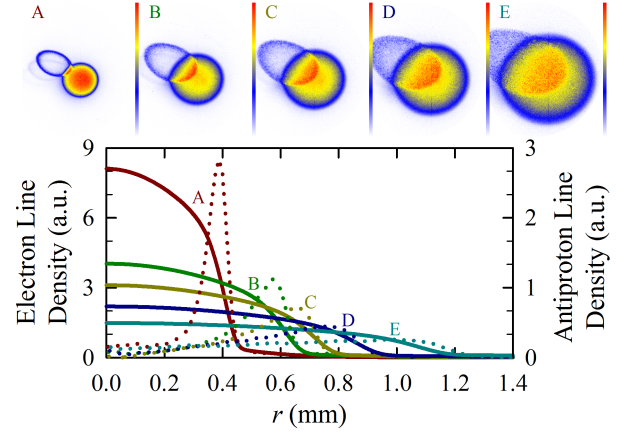 A B C D E
Electron Line
Density (a.u.)
9
6
3
0
A
B
C
D
E
3
2
1
0
Antiproton Line
Density (a.u.)
0.0 0.2 0.4 0.6 0.8 1.0 1.2 1.4
r (mm)